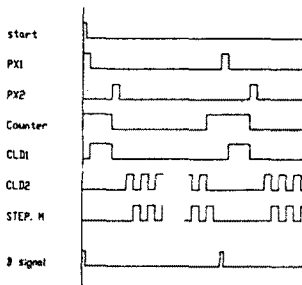 start
PX1
PX2
Counter
CLD1
CLD2
STEP. M
signal